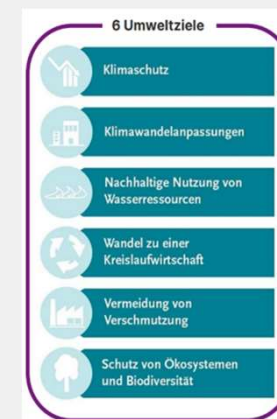 6 Umweltziele
Klimaschutz
Klimawandelanpassungen
Nachhaltige Nutzung von
Wasserressourcen
Wandel zu einer
Kreislaufwirtschaft
Vermeidung von
Verschmutzung
Schutz von Ökosystemen
und Biodiversität